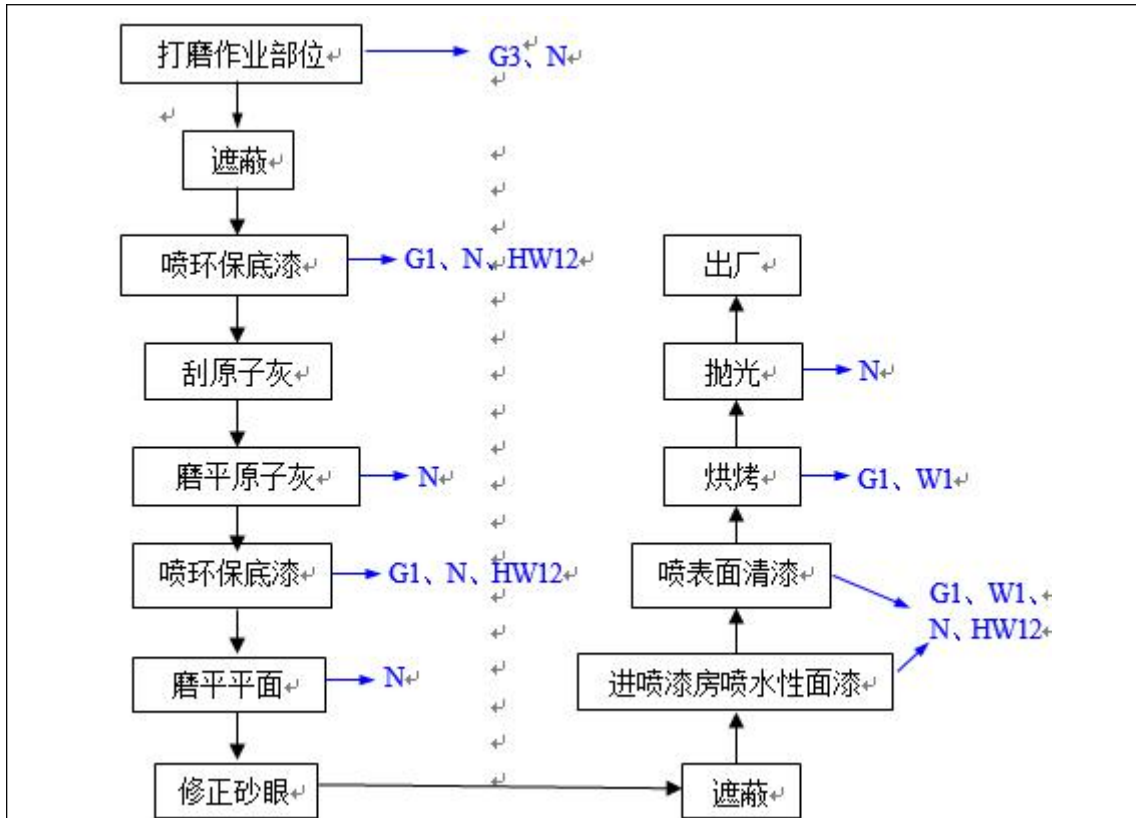 打磨作业部位
G3、N
遮蔽
喷环保底漆
G1、N、HW12
刮原子灰
磨平原子灰
N
喷环保底漆
G1、N、HW12
磨平平面
N
修正砂眼
遮蔽
进喷漆房喷水性面漆
喷表面清漆
G1、W1、
N、HW12
烘烤
G1、W1
抛光
N
出厂